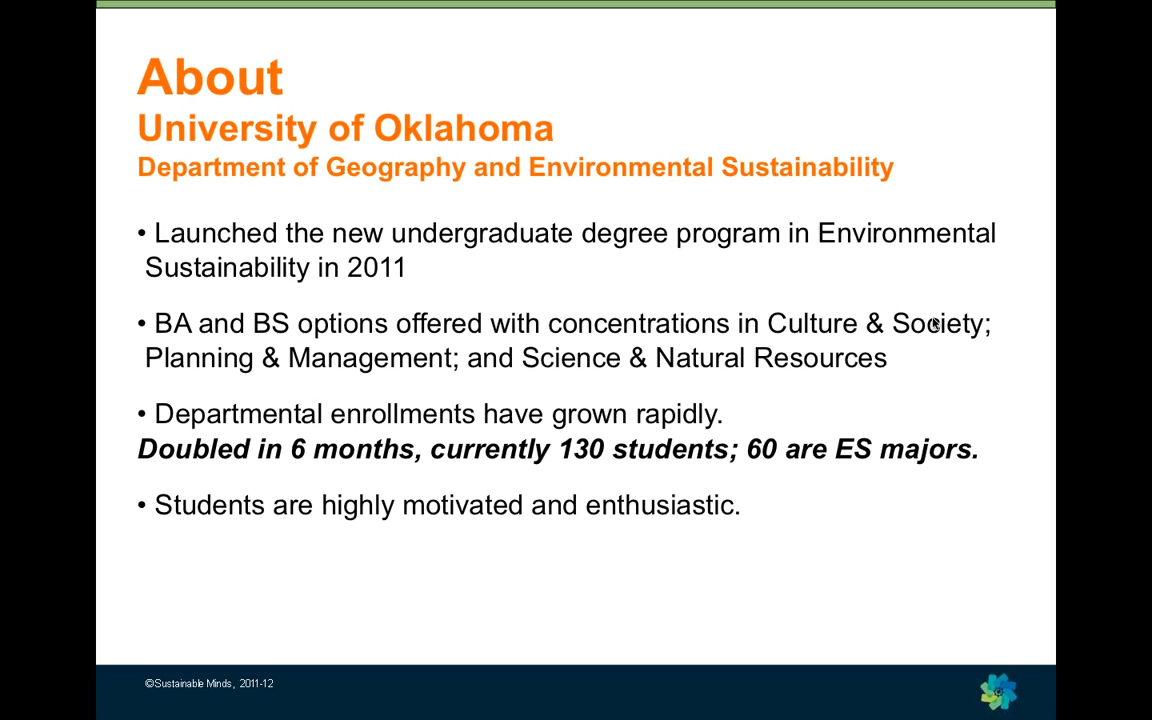 About
University of Oklahoma
Department of Geography and Environmental Sustainability
• Launched the new undergraduate degree program in Environmental
Sustainability in 2011
• BA and BS options offered with concentrations in Culture & Society;
Planning & Management; and Science & Natural Resources
• Departmental enrollments have grown rapidly.
Doubled in 6 months, currently 130 students; 60 are ES majors.
• Students are highly motivated and enthusiastic.
©Sustainable Minds, 2011-12